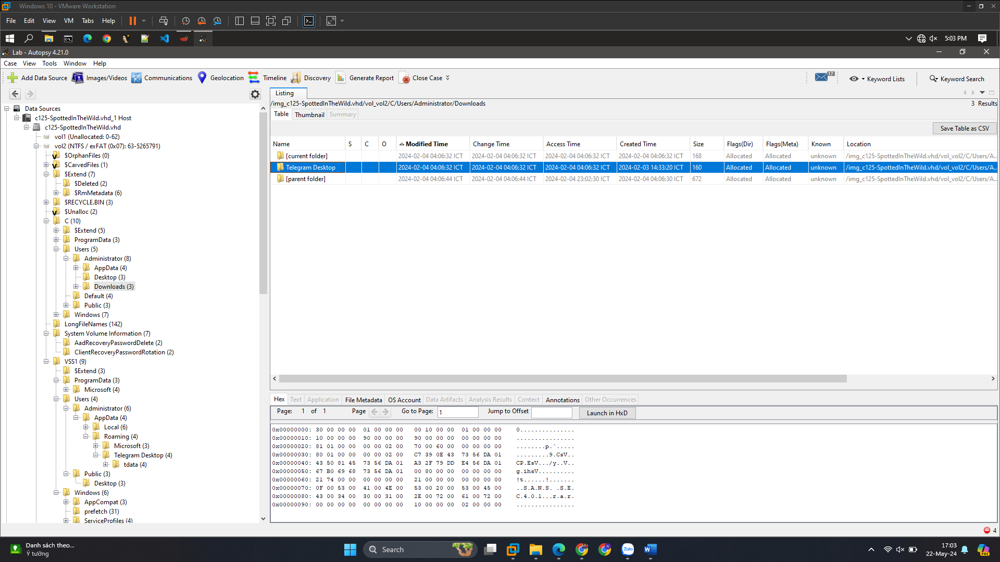 Windows 10 - VMware Workstation
File Edit View VM Tabs Help
5:03 PM
Lab - Autopsy 4.21.0
Case View Tools Window Help
Add Data Source Images/Videos Communications Geolocation Timeline Discovery Generate Report Close Case 17 Keyword Lists Keyword Search
Listing
/img_c125-SpottedInTheWild.vhd/vol_vol2/C/Users/Administrator/Downloads 3 Results
Table Thumbnail Summary
Save Table as CSV
Name S C O Modified Time Change Time Access Time Created Time Size Flags(Dir) Flags(Meta) Known Location
[current folder] 2024-02-04 04:06:32 ICT 2024-02-04 04:06:32 ICT 2024-02-04 04:06:32 ICT 2024-02-04 04:06:32 ICT 168 Allocated Allocated unknown /img_c125-SpottedInTheWild.vhd/vol_vol2/C/Users/A...
Telegram Desktop 2024-02-04 04:06:32 ICT 2024-02-04 04:06:32 ICT 2024-02-04 04:06:32 ICT 2024-02-03 14:33:20 ICT 160 Allocated Allocated unknown /img_c125-SpottedInTheWild.vhd/vol_vol2/C/Users/A...
[parent folder] 2024-02-04 04:06:44 ICT 2024-02-04 04:06:44 ICT 2024-02-04 23:02:30 ICT 2024-02-04 04:06:30 ICT 672 Allocated Allocated unknown /img_c125-SpottedInTheWild.vhd/vol_vol2/C/Users/A...
Data Sources
c125-SpottedInTheWild.vhd_1 Host
c125-SpottedInTheWild.vhd
vol1 (Unallocated: 0-62)
vol2 (NTFS / exFAT (0x07): 63-5265791)
$OrphanFiles (0)
$CarvedFiles (1)
$Extend (7)
$Deleted (2)
$RmMetadata (6)
$RECYCLE.BIN (3)
$Unalloc (2)
C (10)
$Extend (5)
ProgramData (3)
Users (5)
Administrator (8)
AppData (4)
Desktop (3)
Downloads (3)
Default (4)
Public (3)
Windows (7)
LongFileNames (142)
System Volume Information (7)
AadRecoveryPasswordDelete (2)
ClientRecoveryPasswordRotation (2)
VSS1 (9)
$Extend (3)
ProgramData (3)
Microsoft (4)
Users (4)
Administrator (6)
AppData (4)
Local (6)
Roaming (4)
Microsoft (3)
Telegram Desktop (4)
tdata (4)
Public (3)
Desktop (3)
Windows (6)
AppCompat (3)
prefetch (31)
ServiceProfiles (4)
Hex Text Application File Metadata OS Account Data Artifacts Analysis Results Context Annotations Other Occurrences
Page: 1 of 1 Page Go to Page: 1 Jump to Offset Launch in HxD
0x00000000: 30 00 00 00 01 00 00 00 00 10 00 00 01 00 00 00 0...............
0x00000010: 10 00 00 00 90 00 00 00 90 00 00 00 00 00 00 00 ................
0x00000020: 81 01 00 00 00 00 02 00 70 00 60 00 00 00 00 00 ........p.`.....
0x00000030: 80 01 00 00 00 00 02 00 C7 39 0E 43 73 56 DA 01 .........9.CsV..
0x00000040: 43 50 81 45 73 56 DA 01 A3 2F 79 DD E4 56 DA 01 CP.EsV.../y..V..
0x00000050: 67 B0 69 68 73 56 DA 01 00 80 00 00 00 00 00 00 g.ihsV..........
0x00000060: 21 74 00 00 00 00 00 00 21 00 00 00 00 00 00 00 !t......!.......
0x00000070: 0F 00 53 00 41 00 4E 00 53 00 20 00 53 00 45 00 ..S.A.N.S. .S.E.
0x00000080: 43 00 34 00 30 00 31 00 2E 00 72 00 61 00 72 00 C.4.0.1...r.a.r.
0x00000090: 00 00 00 00 00 00 00 00 10 00 00 00 02 00 00 00 ................
4
Danh sách theo...
Ý tưởng
Search
Zalo
17:03
22-May-24
PRE